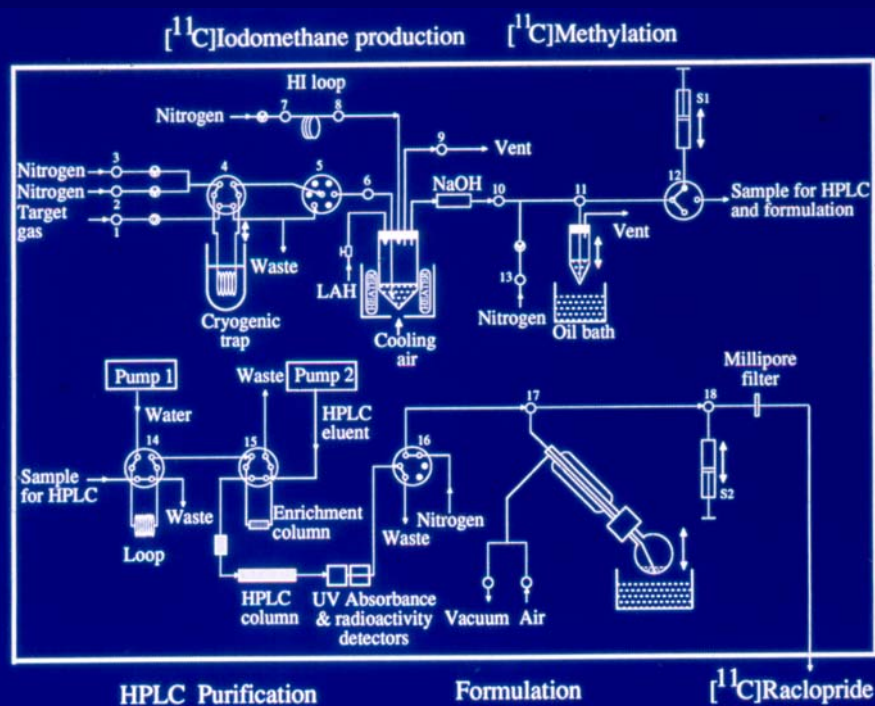 [¹¹C]Iodomethane production
[¹¹C]Methylation
HI loop
Nitrogen
7
8
S1
9
Vent
3
Nitrogen
4
5
6
NaOH
10
11
12
Nitrogen
2
Target
gas
1
Sample for HPLC
and formulation
Vent
Waste
LAH
HEATER
HEATER
13
Cryogenic
trap
Cooling
air
Nitrogen
Oil bath
Pump 1
Waste
Pump 2
Millipore
filter
17
18
Water
HPLC
eluent
14
15
16
Sample
for HPLC
S2
Waste
Enrichment
column
Waste
Nitrogen
Loop
HPLC
column
UV Absorbance
& radioactivity
detectors
Vacuum
Air
HPLC Purification
Formulation
[¹¹C]Raclopride